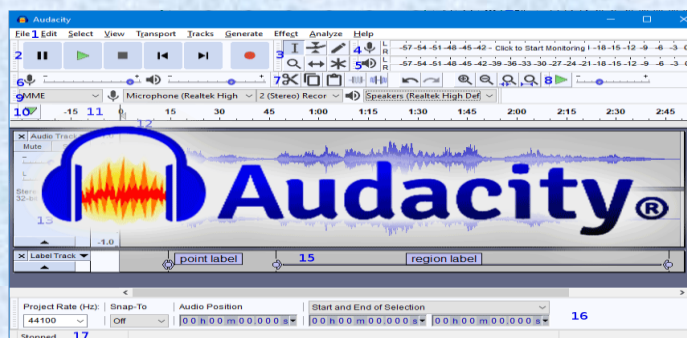 Audacity
File 1 Edit Select View Transport Tracks Generate Effect Analyze Help
2 3 4 L R -57 -54 -51 -48 -45 -42 - Click to Start Monitoring -18 -15 -12 -9 -6 -3 0
5 L R -57 -54 -51 -48 -45 -42 -39 -36 -33 -30 -27 -24 -21 -18 -15 -12 -9 -6 -3 0
6 7 8
9 MME Microphone (Realtek High 2 (Stereo) Recor Speakers (Realtek High Def
10 -15 11 0 15 30 45 1:00 1:15 1:30 1:45 2:00 2:15 2:30 2:45
12
Audio Track
Mute
Audacity ®
Stere
32-bi
13
-1.0
Label Track point label 15 region label
Project Rate (Hz): Snap-To Audio Position Start and End of Selection
16
44100 Off 00 h 00 m 00.000 s 00 h 00 m 00.000 s 00 h 00 m 00.000 s
Stopped 17